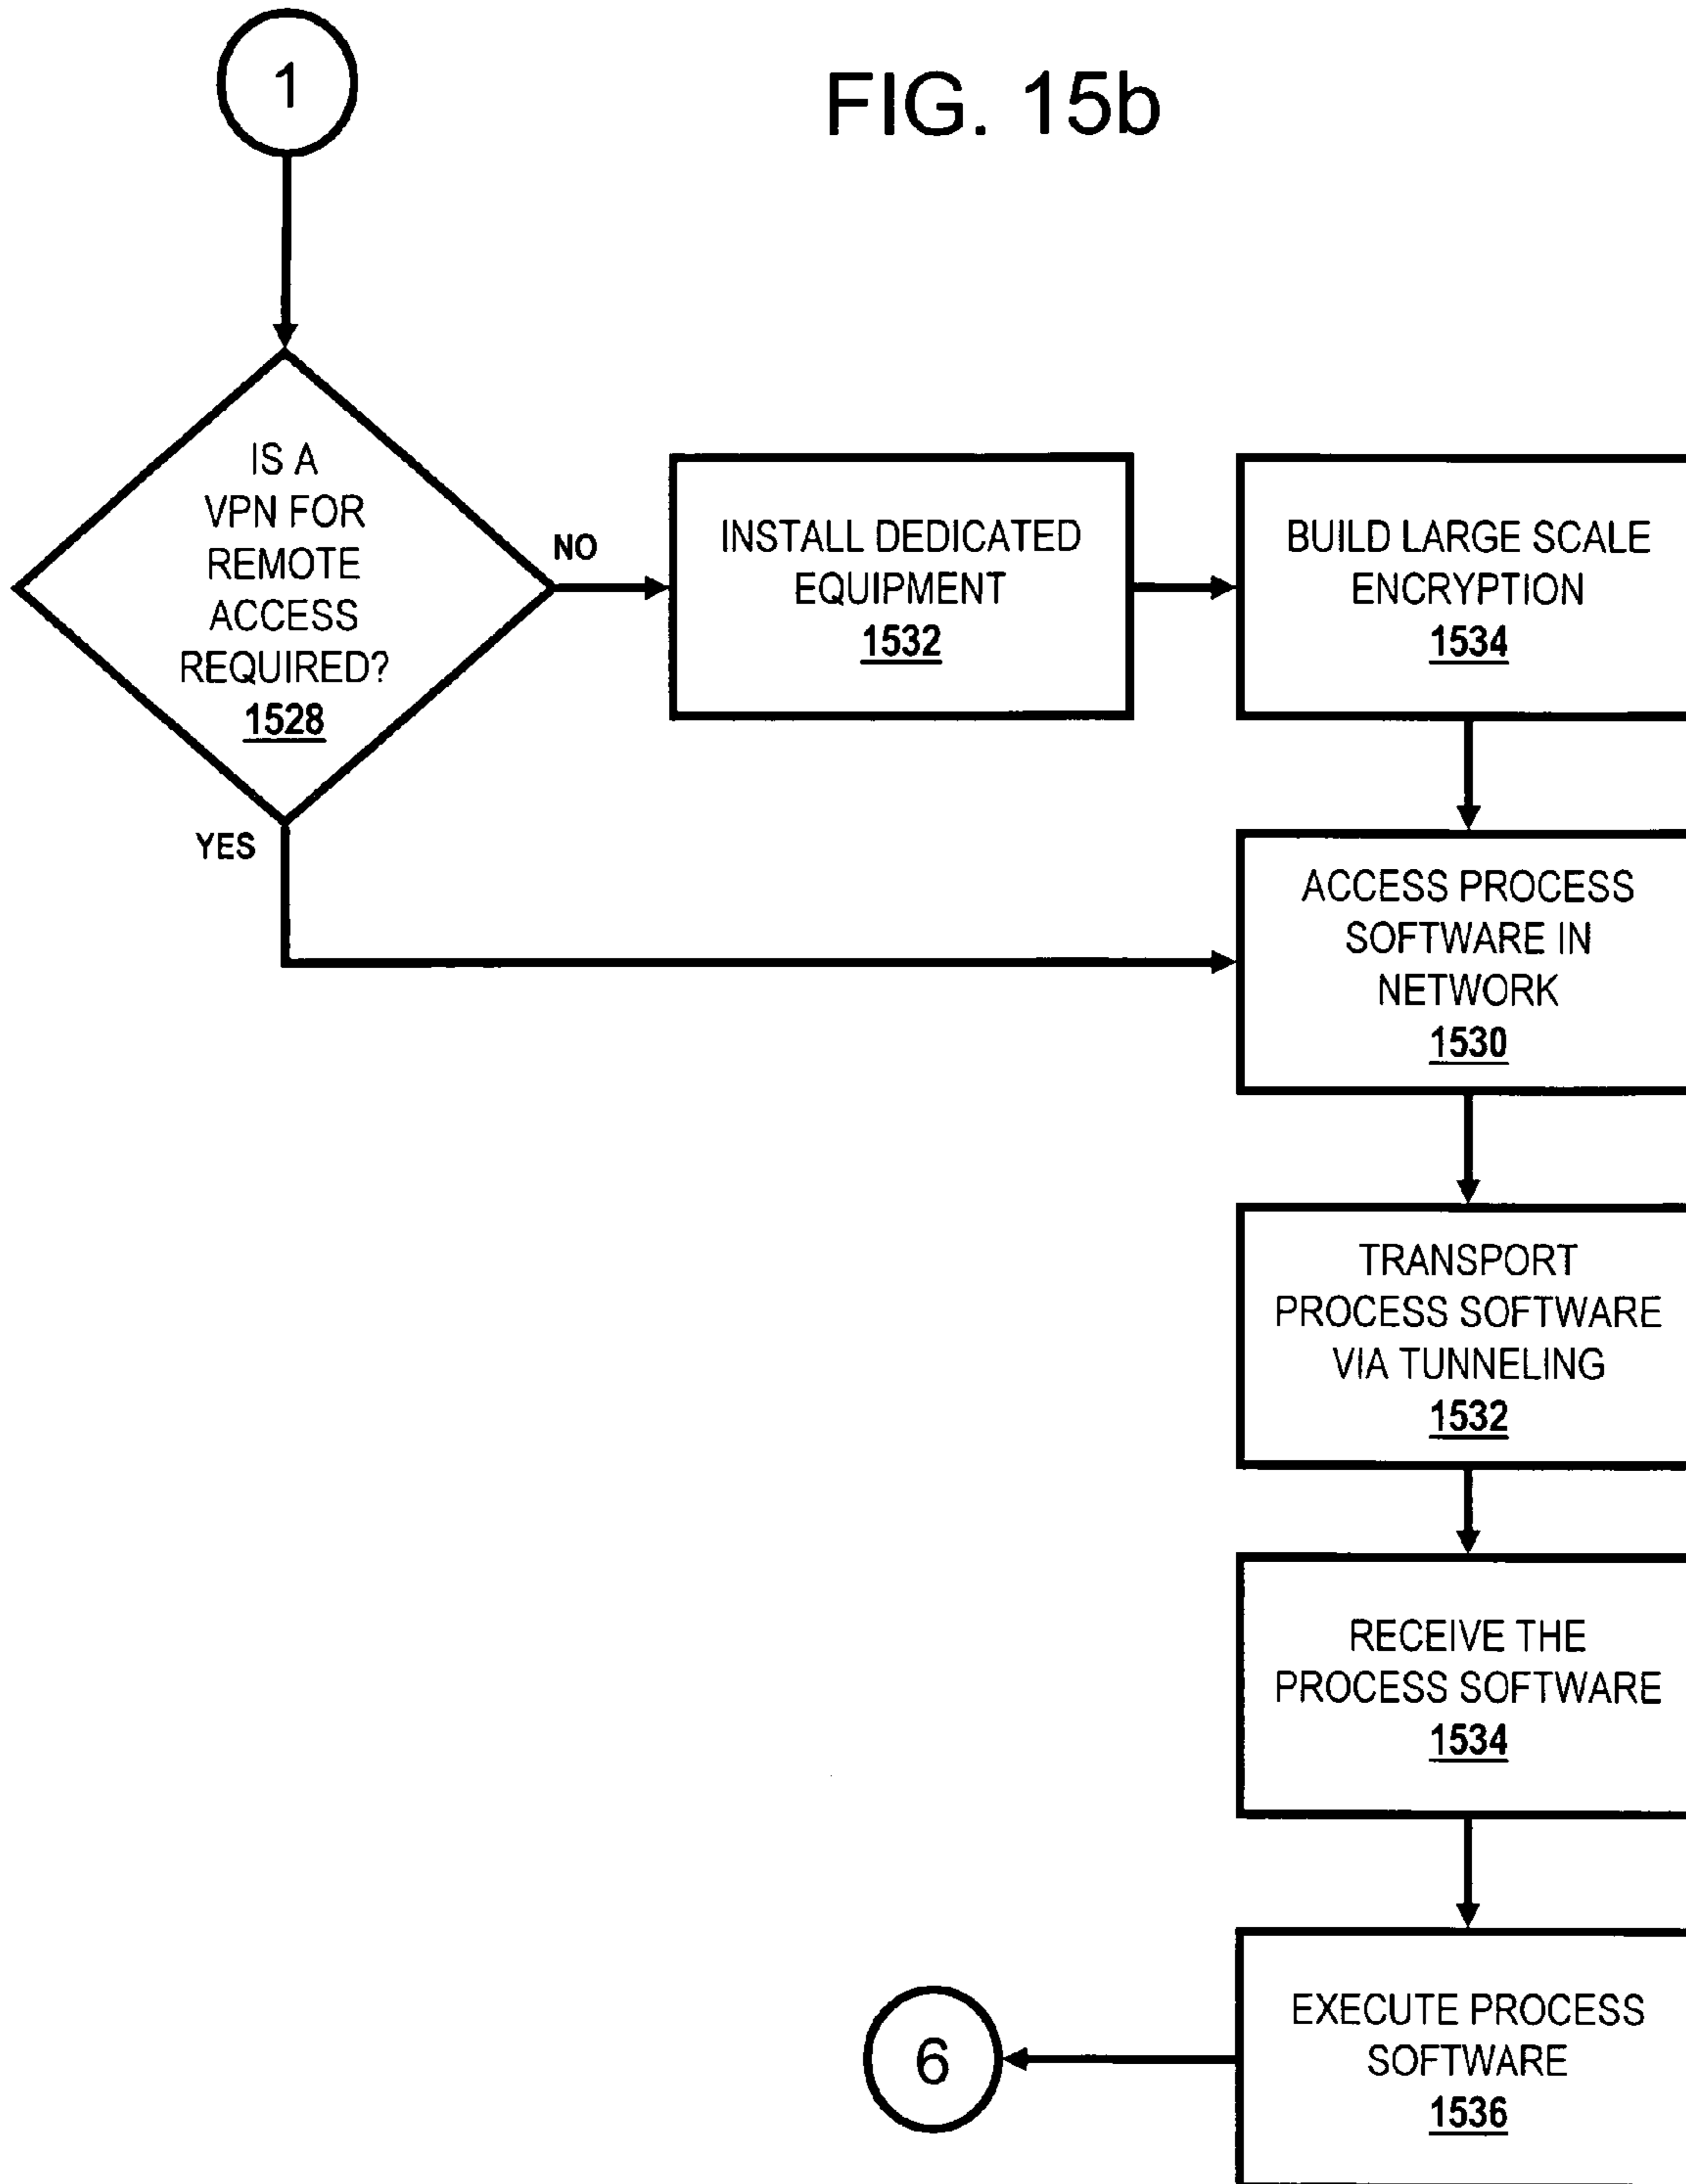 1
FIG. 15b
IS A
VPN FOR
REMOTE
ACCESS
REQUIRED?
1528
NO
YES
INSTALL DEDICATED
EQUIPMENT
1532
BUILD LARGE SCALE
ENCRYPTION
1534
ACCESS PROCESS
SOFTWARE IN
NETWORK
1530
TRANSPORT
PROCESS SOFTWARE
VIA TUNNELING
1532
RECEIVE THE
PROCESS SOFTWARE
1534
EXECUTE PROCESS
SOFTWARE
1536
6